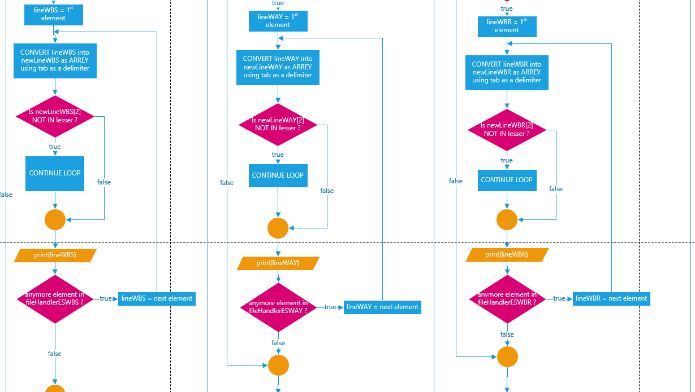 lineWBS = 1st
element
CONVERT lineWBS into
newLineWBS as ARREY
using tab as a delimiter
Is newLineWBS[2]
NOT IN lesser ?
true
CONTINUE LOOP
false
false
print(lineWBS)
anymore element in
fileHandlerLSWBS ?
true
lineWBS = next element
false
true
lineWAY = 1st
element
CONVERT lineWAY into
newLineWAY as ARREY
using tab as a delimiter
Is newLineWAY[2]
NOT IN lesser ?
true
CONTINUE LOOP
false
false
print(lineWAY)
anymore element in
fileHandlerESWAY ?
true
lineWAY = next element
false
true
lineWBR = 1st
element
CONVERT lineWBR into
newLineWBR as ARREY
using tab as a delimiter
Is newLineWBR[2]
NOT IN lesser ?
true
CONTINUE LOOP
false
false
print(lineWBR)
anymore element in
fileHandlerESWBR ?
true
lineWBR = next element
false